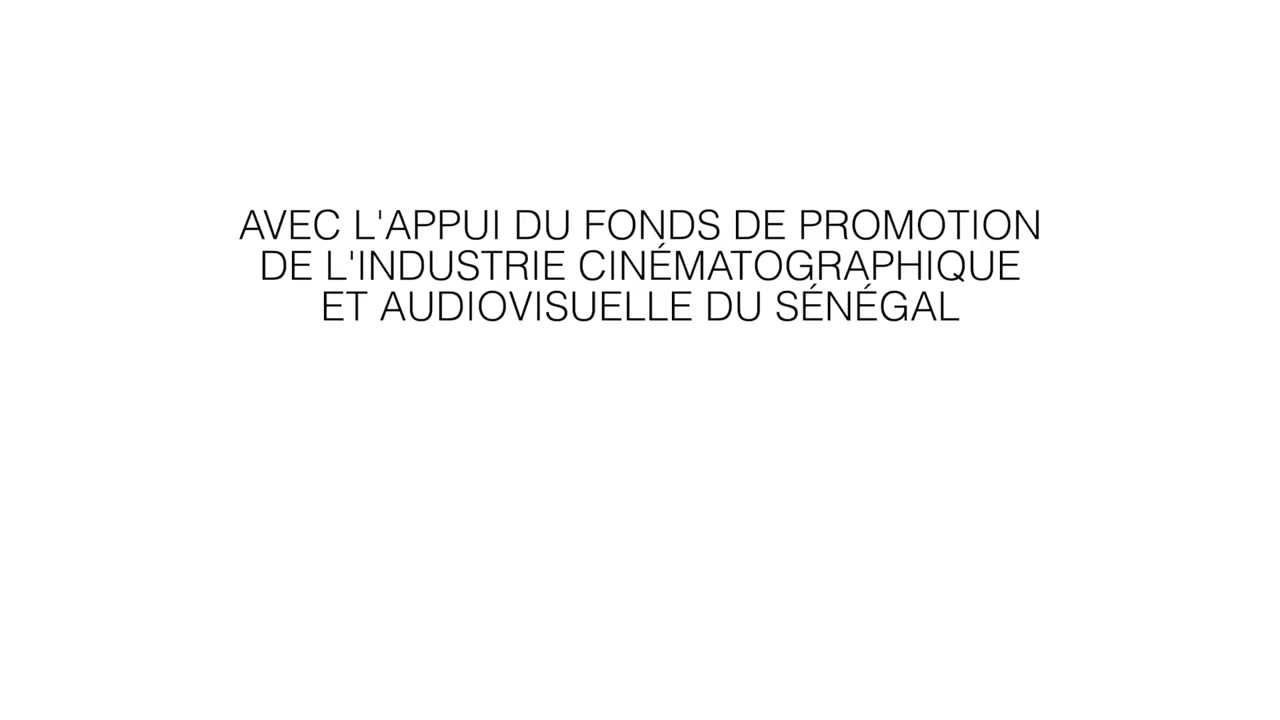 AVEC L'APPUI DU FONDS DE PROMOTION
DE L'INDUSTRIE CINÉMATOGRAPHIQUE
ET AUDIOVISUELLE DU SÉNÉGAL